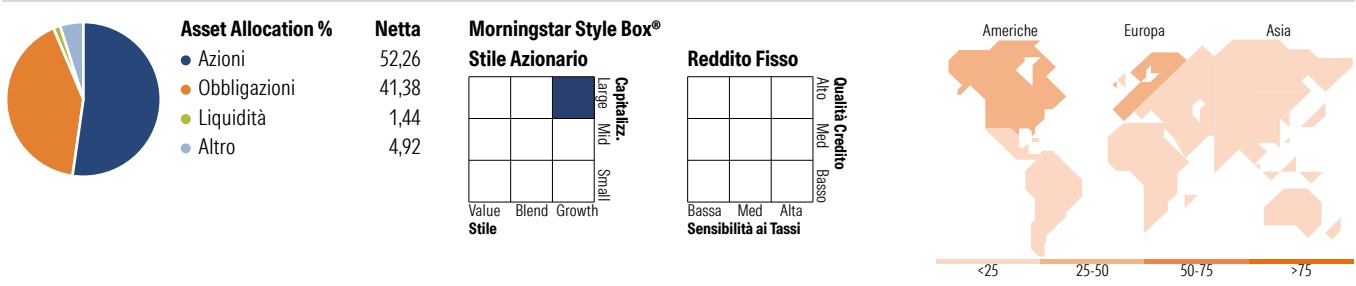 Asset Allocation % Netta
Azioni 52,26
Obbligazioni 41,38
Liquidità 1,44
Altro 4,92
Morningstar Style Box®
Stile Azionario
Large
Mid
Small
Capitalizz.
Value Blend Growth
Stile
Reddito Fisso
Alto
Med
Basso
Qualità Credito
Bassa Med Alta
Sensibilità ai Tassi
Americhe Europa Asia
<25 25-50 50-75 >75